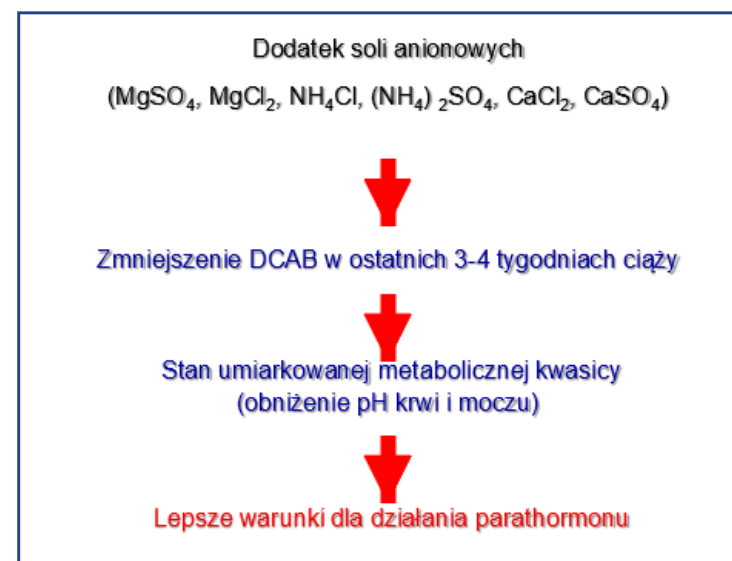 Dodatek soli anionowych
(MgSO₄, MgCl₂, NH₄Cl, (NH₄) ₂SO₄, CaCl₂, CaSO₄)
Zmniejszenie DCAB w ostatnich 3-4 tygodniach ciąży
Stan umiarkowanej metabolicznej kwasicy
(obniżenie pH krwi i moczu)
Lepsze warunki dla działania parathormonu